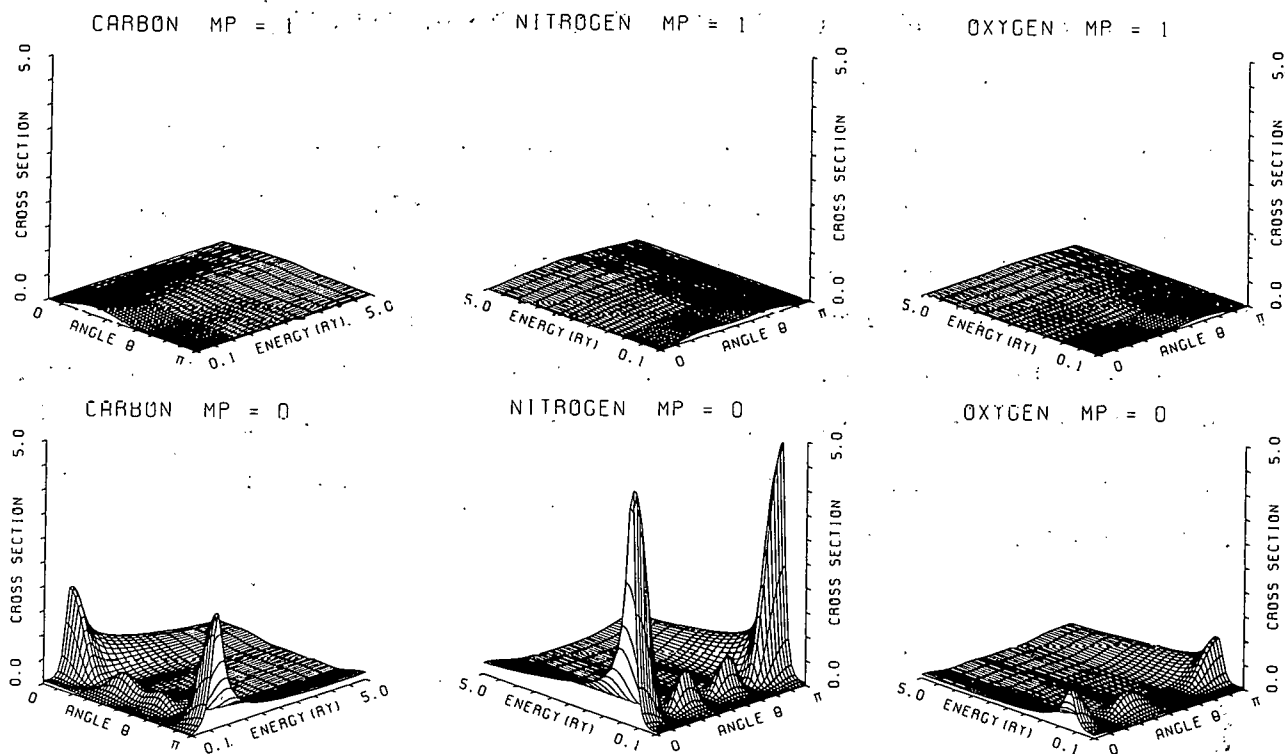 CARBON MP = 1
5.0
CROSS SECTION
0.0
0
ANGLE θ
π
0.1
ENERGY (RY)
5.0
NITROGEN MP = 1
5.0
CROSS SECTION
0.0
5.0
ENERGY (RY)
0.1
0
ANGLE θ
π
OXYGEN MP = 1
5.0
CROSS SECTION
0.0
5.0
ENERGY (RY)
0.1
0
ANGLE θ
π
CARBON MP = 0
5.0
CROSS SECTION
0.0
0
ANGLE θ
π
0.1
ENERGY (RY)
5.0
NITROGEN MP = 0
5.0
CROSS SECTION
0.0
5.0
ENERGY (RY)
0.1
0
ANGLE θ
π
OXYGEN MP = 0
5.0
CROSS SECTION
0.0
5.0
ENERGY (RY)
0.1
0
ANGLE θ
π